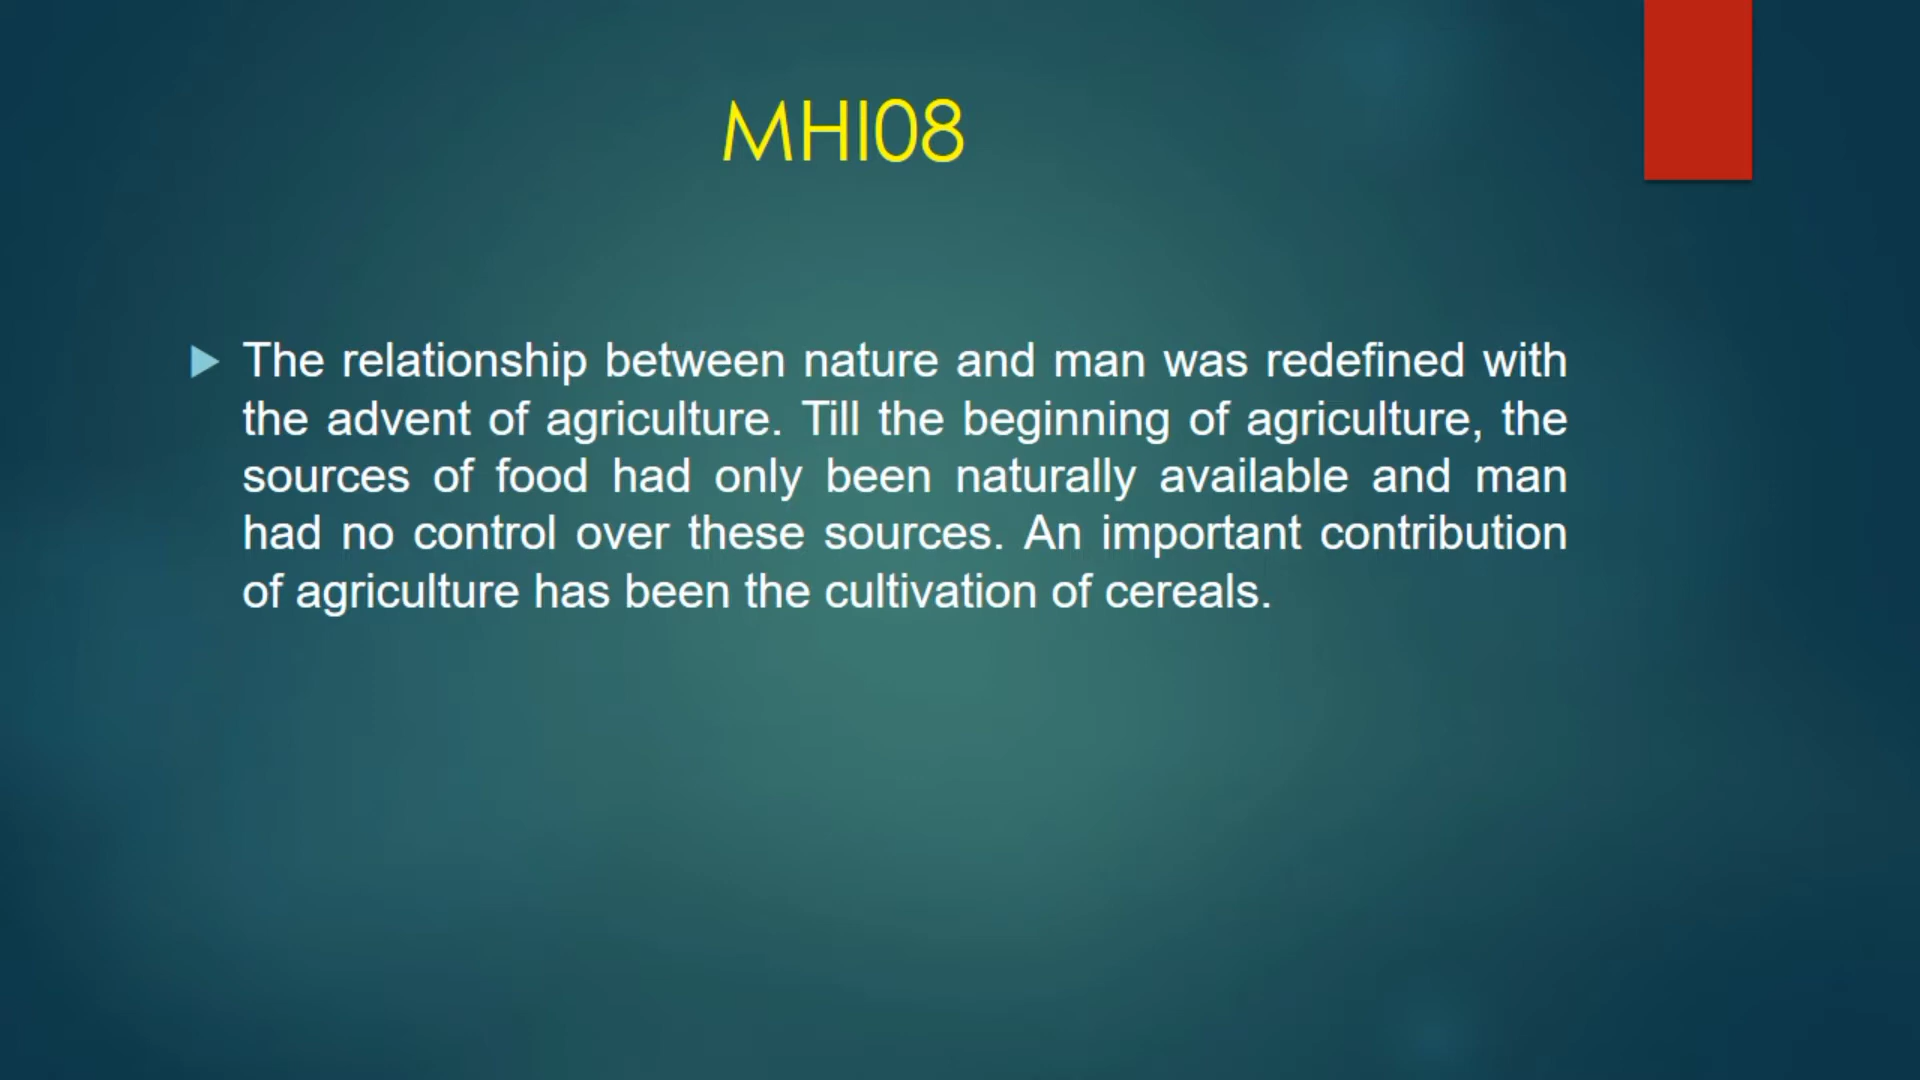 MHI08
The relationship between nature and man was redefined with
the advent of agriculture. Till the beginning of agriculture, the
sources of food had only been naturally available and man
had no control over these sources. An important contribution
of agriculture has been the cultivation of cereals.